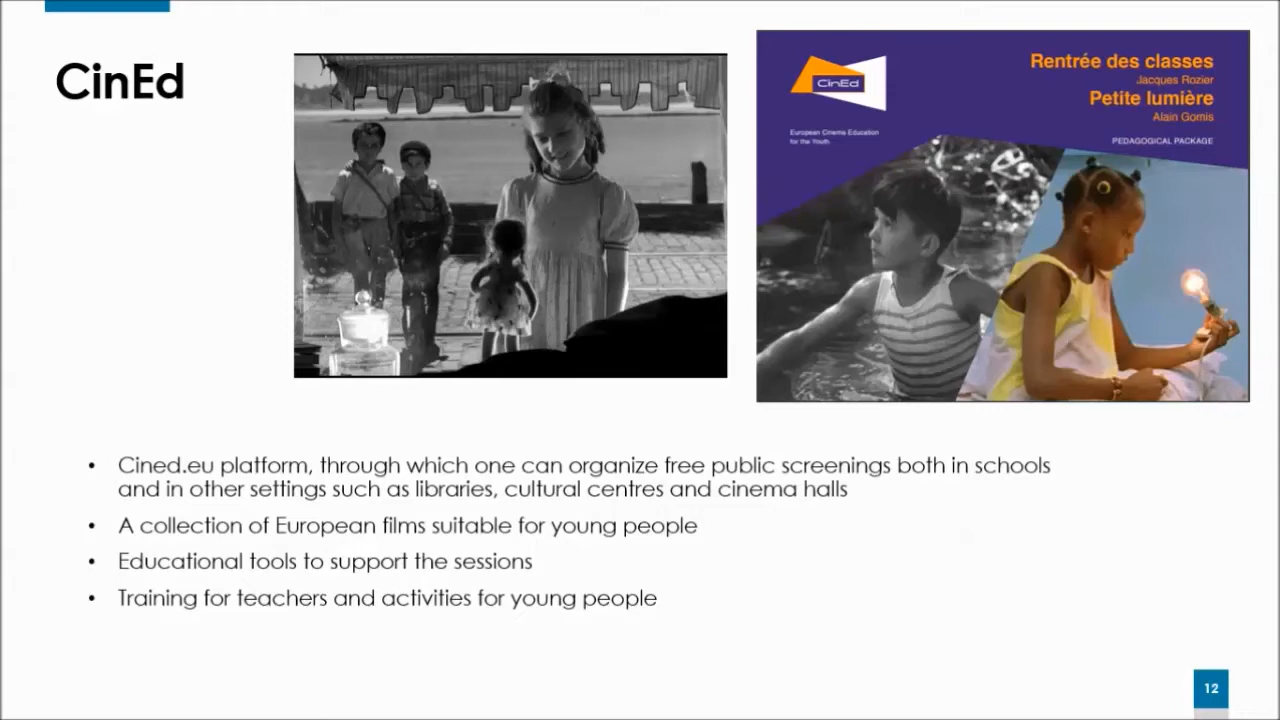 CinEd
CinEd
European Cinema Education
for the Youth
Rentrée des classes
Jacques Rozier
Petite lumière
Alain Gomis
PEDAGOGICAL PACKAGE
• Cined.eu platform, through which one can organize free public screenings both in schools
and in other settings such as libraries, cultural centres and cinema halls
• A collection of European films suitable for young people
• Educational tools to support the sessions
• Training for teachers and activities for young people
12